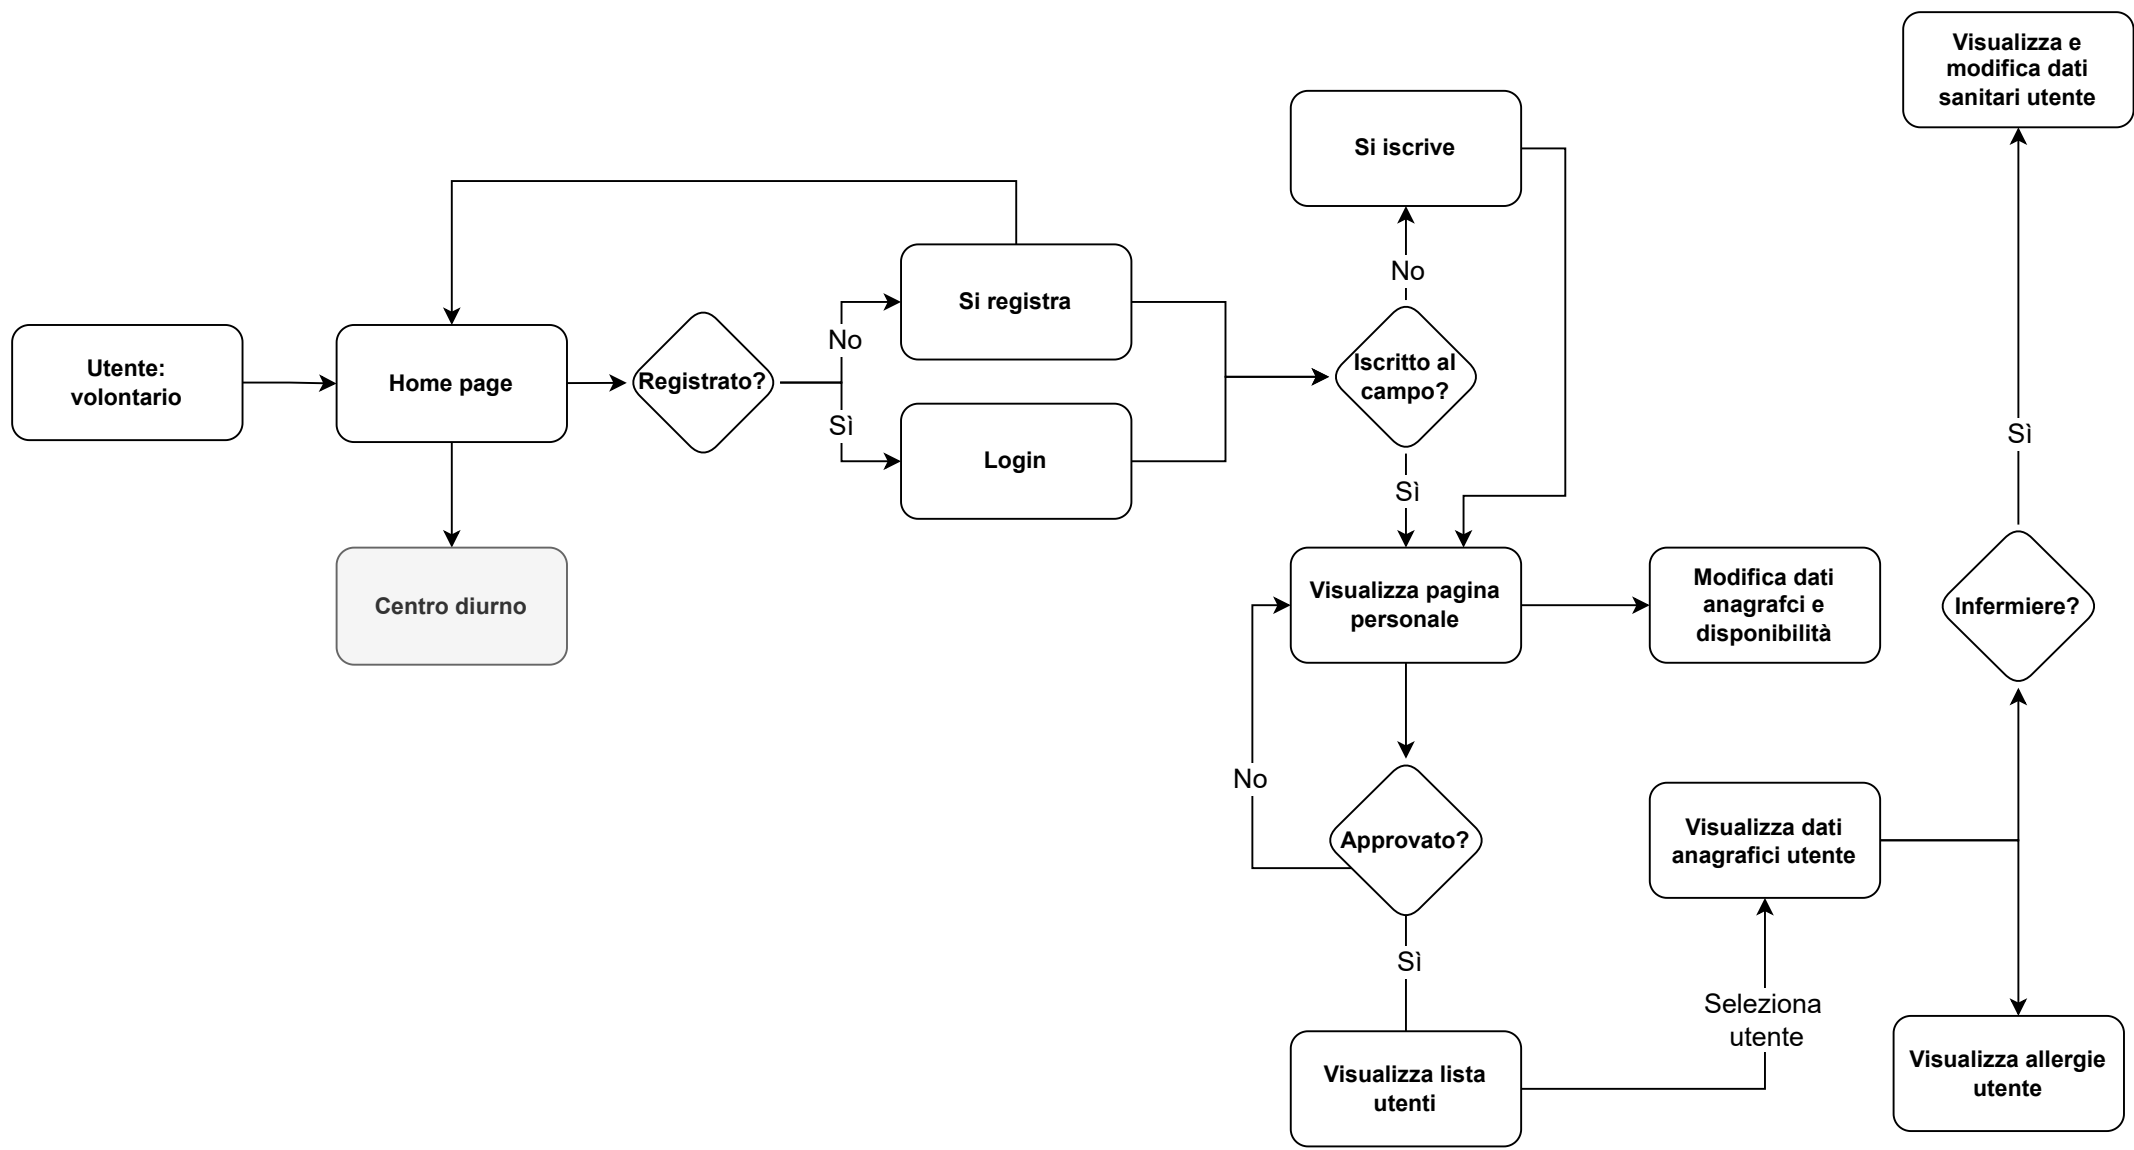 Visualizza e
modifica dati
sanitari utente
Si iscrive
No
Si registra
No
Utente:
volontario
Home page
Registrato?
Iscritto al
campo?
Sì
Login
Sì
Sì
Centro diurno
Visualizza pagina
personale
Modifica dati
anagrafci e
disponibilità
Infermiere?
No
Approvato?
Visualizza dati
anagrafici utente
Sì
Seleziona
utente
Visualizza lista
utenti
Visualizza allergie
utente